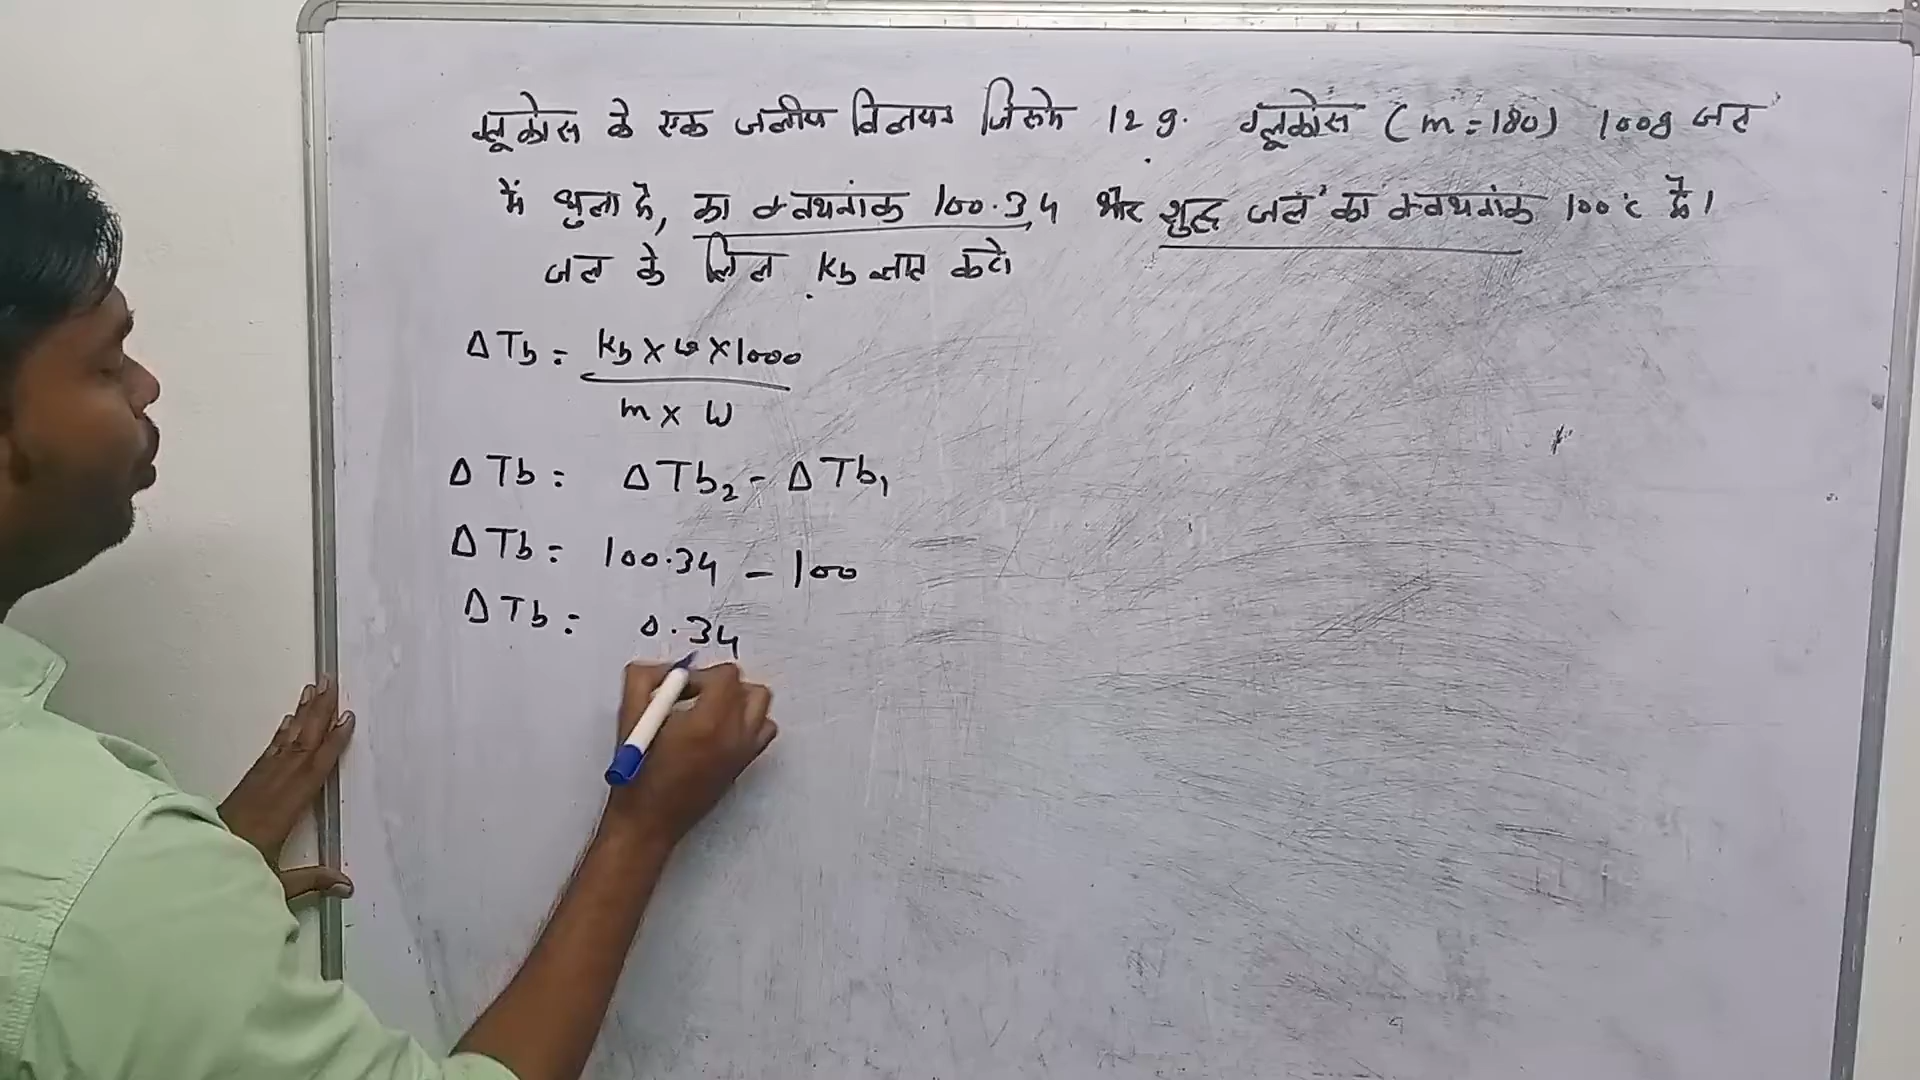 ग्लूकोस के एक जलीय विलयन जिसमे 12 g. ग्लूकोस ( m = 180 ) 100g जल
में घुला है, का क्वथनांक 100.34 और शुद्ध जल का क्वथनांक 100°c है।
जल के लिए Kb ज्ञात करो
ΔTb = Kb × w × 1000
m × W
ΔTb = ΔTb₂ - ΔTb₁
ΔTb = 100.34 - 100
ΔTb = 0.34